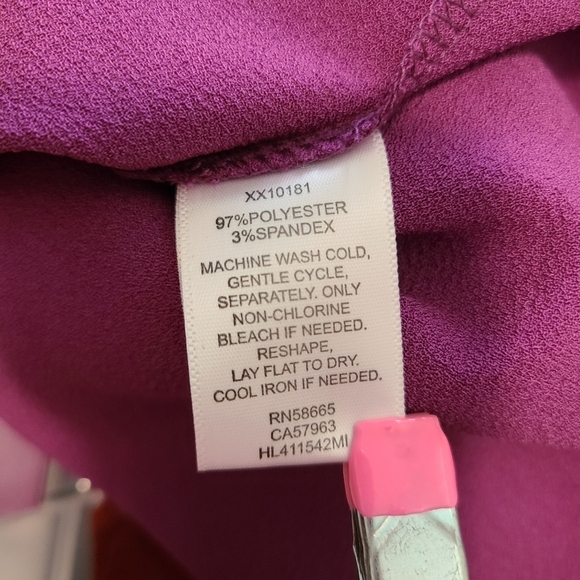 XX10181
97%POLYESTER
3%SPANDEX
MACHINE WASH COLD,
GENTLE CYCLE,
SEPARATELY. ONLY
NON-CHLORINE
BLEACH IF NEEDED.
RESHAPE,
LAY FLAT TO DRY.
COOL IRON IF NEEDED.
RN58665
CA57963